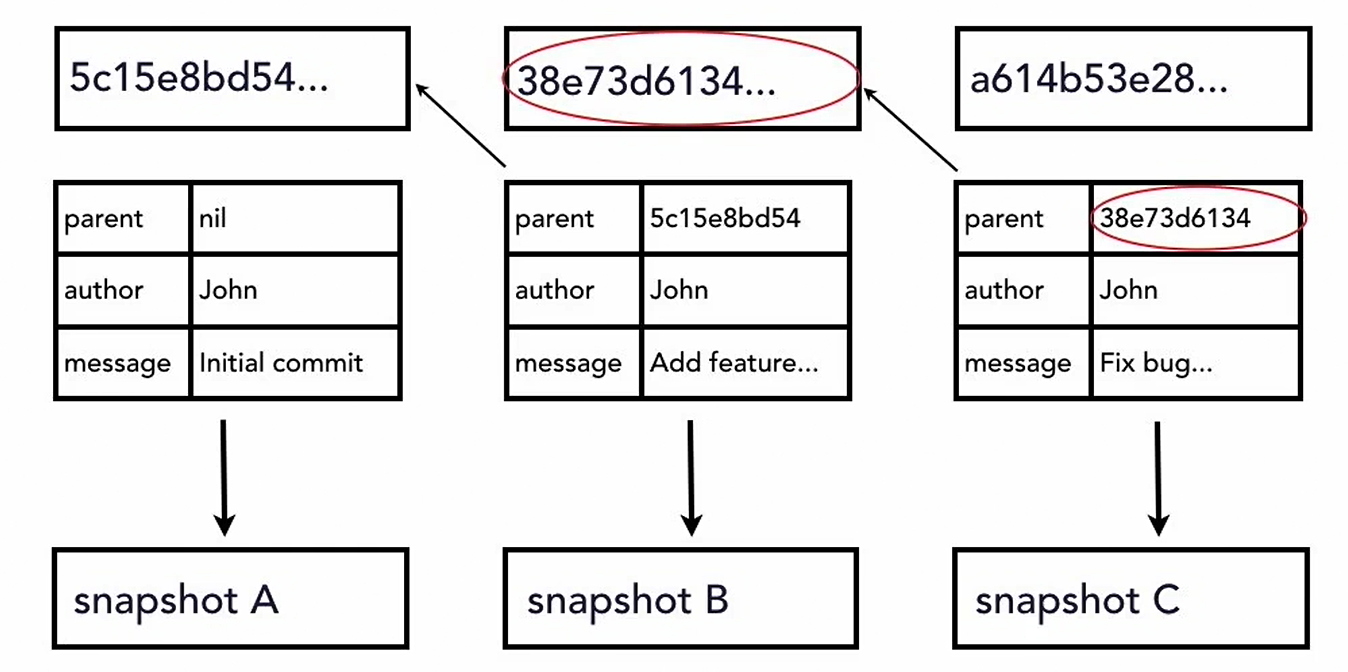 5c15e8bd54...
38e73d6134...
a614b53e28...
parent nil
author John
message Initial commit
parent 5c15e8bd54
author John
message Add feature...
parent 38e73d6134
author John
message Fix bug...
snapshot A
snapshot B
snapshot C